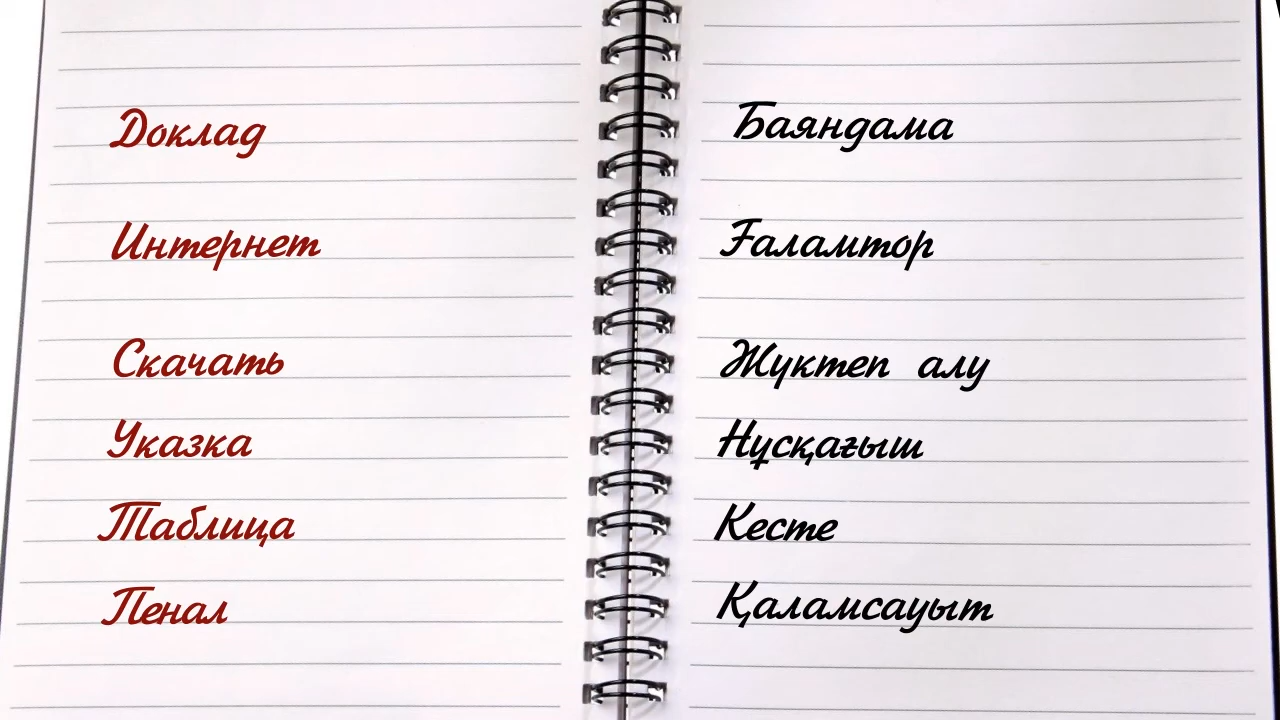 Доклад Баяндама
Интернет Ғаламтор
Скачать Жүктеп алу
Указка Нұсқағыш
Таблица Кесте
Пенал Қаламсауыт